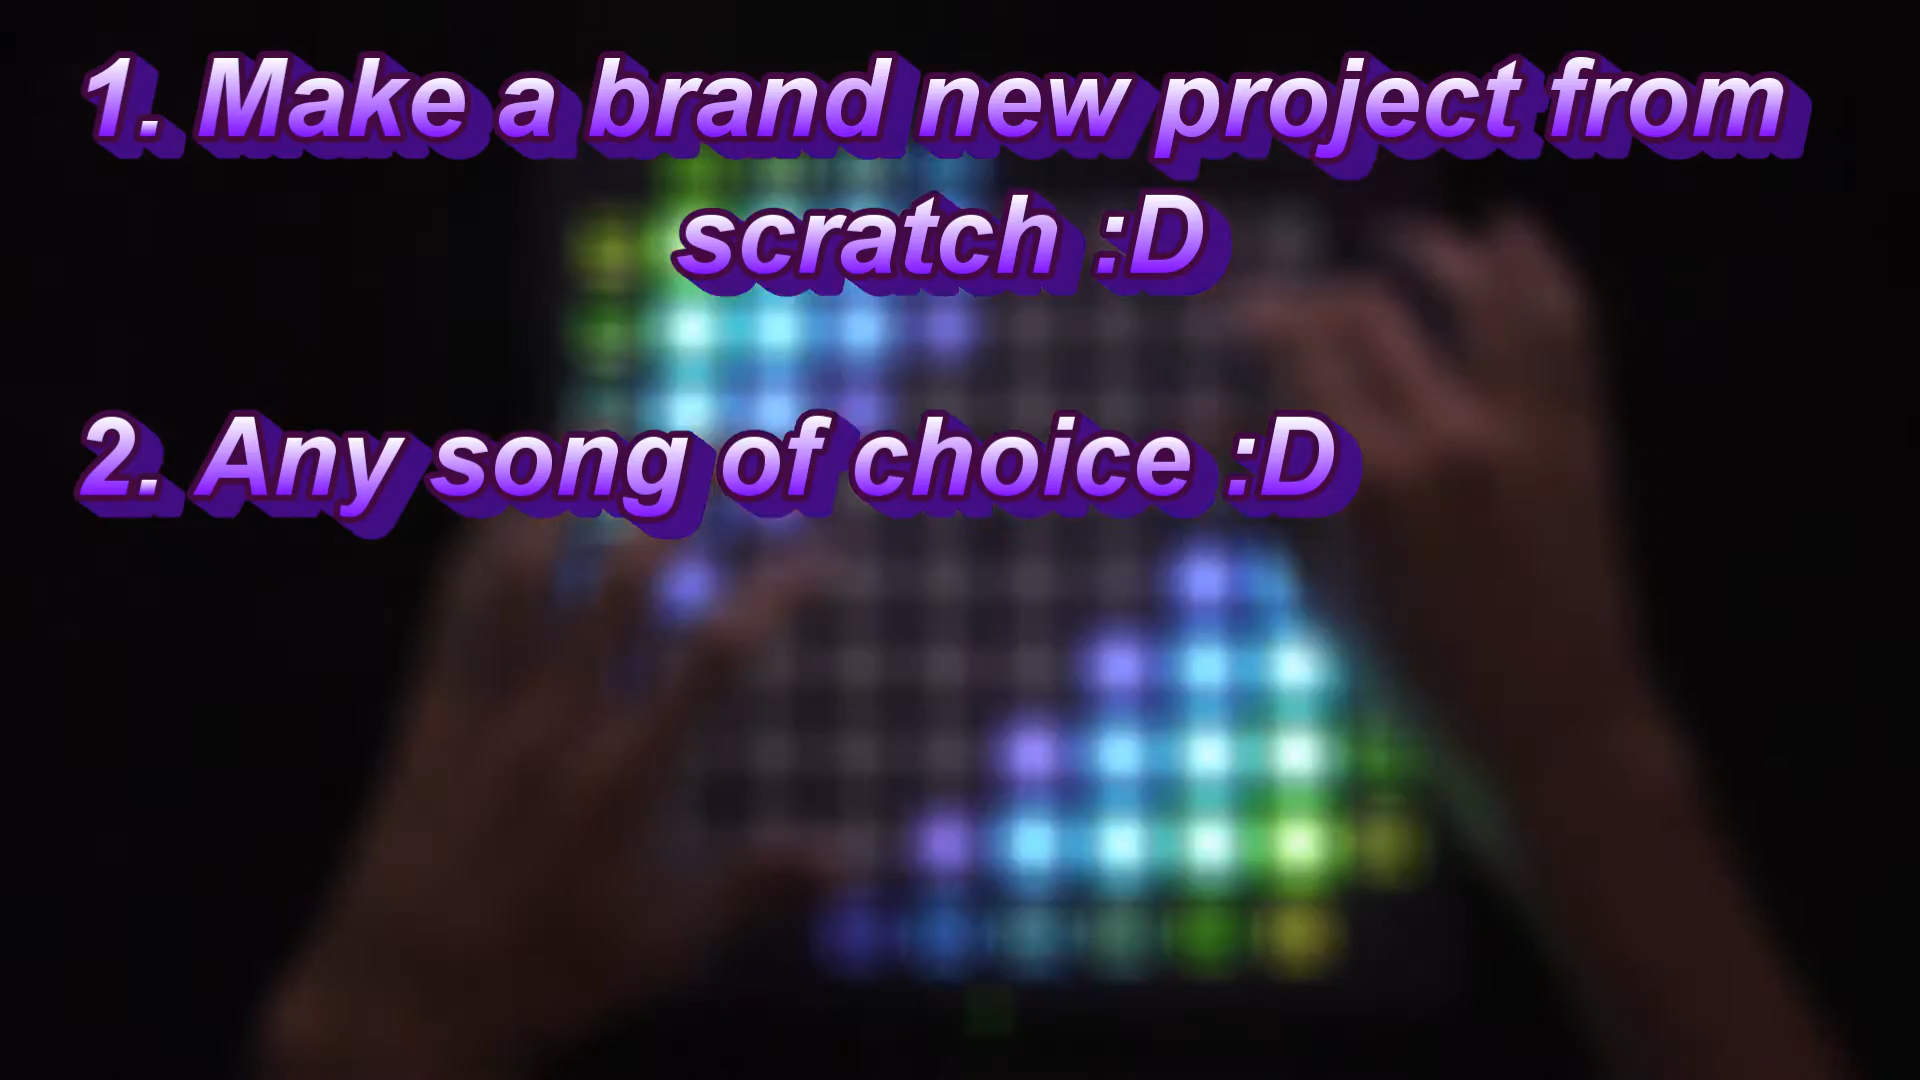 1. Make a brand new project from
scratch :D
2. Any song of choice :D